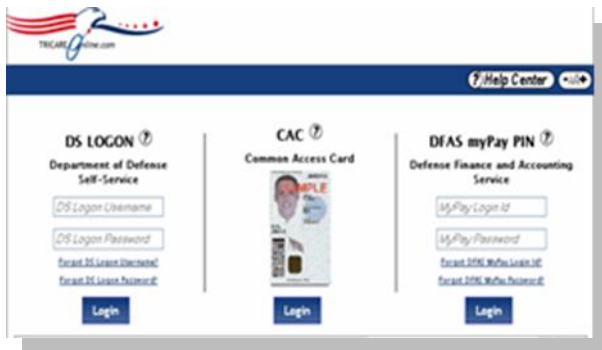 TRICARE Online.com
? Help Center
DS LOGON ?
Department of Defense
Self-Service
DS Logon Username
DS Logon Password
Forgot DS Logon Username?
Forgot DS Logon Password?
Login
CAC ?
Common Access Card
SAMPLE
Login
DFAS myPay PIN ?
Defense Finance and Accounting
Service
MyPay Login Id
MyPay Password
Forgot DFAS MyPay Login Id?
Forgot DFAS MyPay Password?
Login